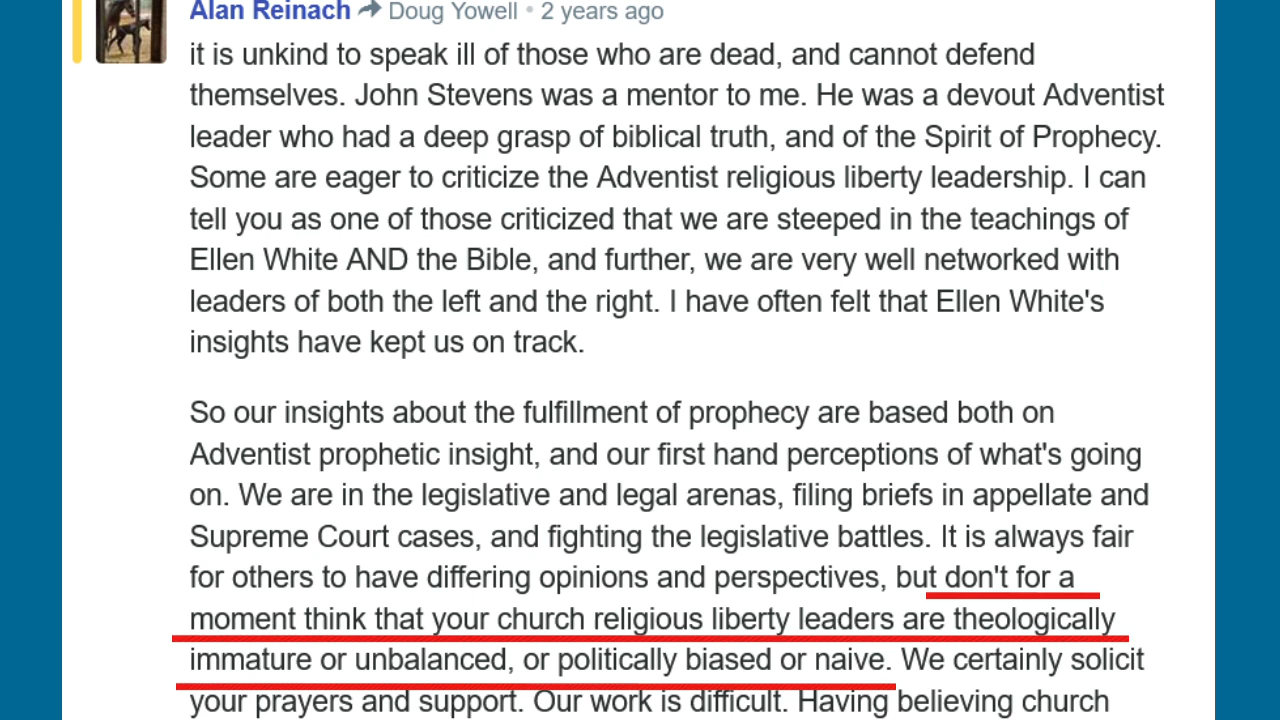 Alan Reinach Doug Yowell • 2 years ago
it is unkind to speak ill of those who are dead, and cannot defend
themselves. John Stevens was a mentor to me. He was a devout Adventist
leader who had a deep grasp of biblical truth, and of the Spirit of Prophecy.
Some are eager to criticize the Adventist religious liberty leadership. I can
tell you as one of those criticized that we are steeped in the teachings of
Ellen White AND the Bible, and further, we are very well networked with
leaders of both the left and the right. I have often felt that Ellen White's
insights have kept us on track.
So our insights about the fulfillment of prophecy are based both on
Adventist prophetic insight, and our first hand perceptions of what's going
on. We are in the legislative and legal arenas, filing briefs in appellate and
Supreme Court cases, and fighting the legislative battles. It is always fair
for others to have differing opinions and perspectives, but don't for a
moment think that your church religious liberty leaders are theologically
immature or unbalanced, or politically biased or naive. We certainly solicit
your prayers and support. Our work is difficult. Having believing church